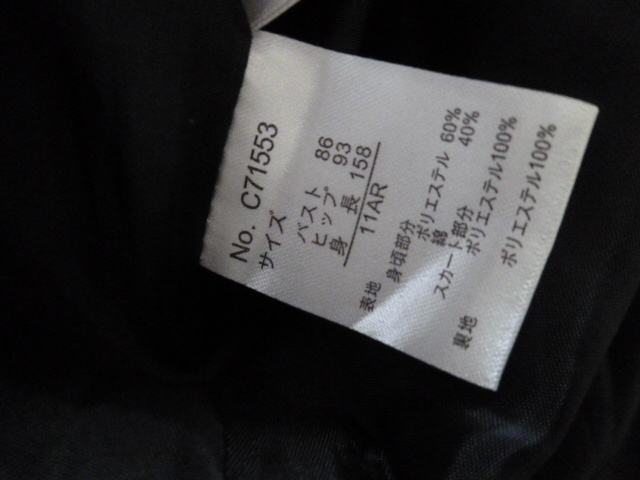 No. C71553
サイズ
バスト 86
ヒップ 93
身長 158
11AR
表地
身頃部分
ポリエステル 60%
綿 40%
スカート部分
ポリエステル100%
裏地 ポリエステル100%